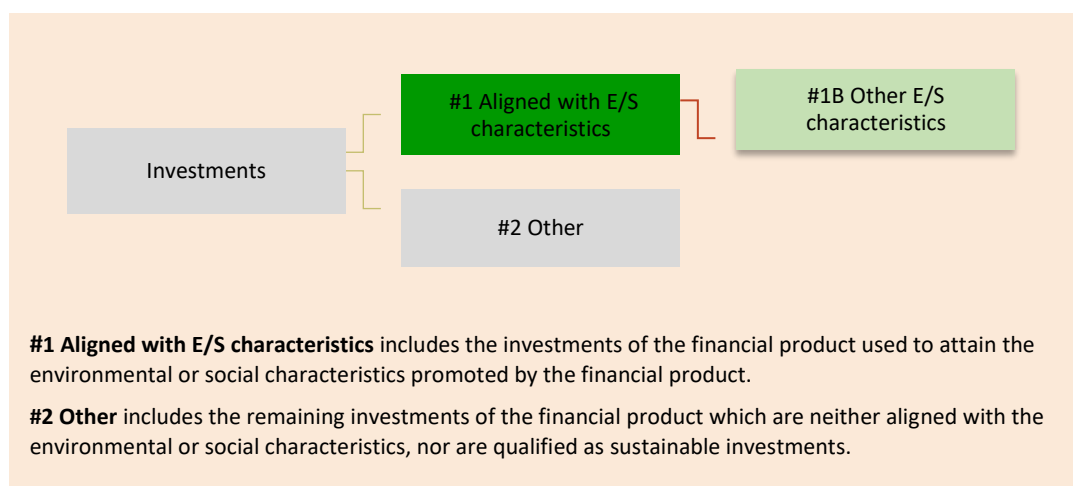 #1 Aligned with E/S
characteristics
#1B Other E/S
characteristics
Investments
#2 Other
#1 Aligned with E/S characteristics includes the investments of the financial product used to attain the
environmental or social characteristics promoted by the financial product.
#2 Other includes the remaining investments of the financial product which are neither aligned with the
environmental or social characteristics, nor are qualified as sustainable investments.